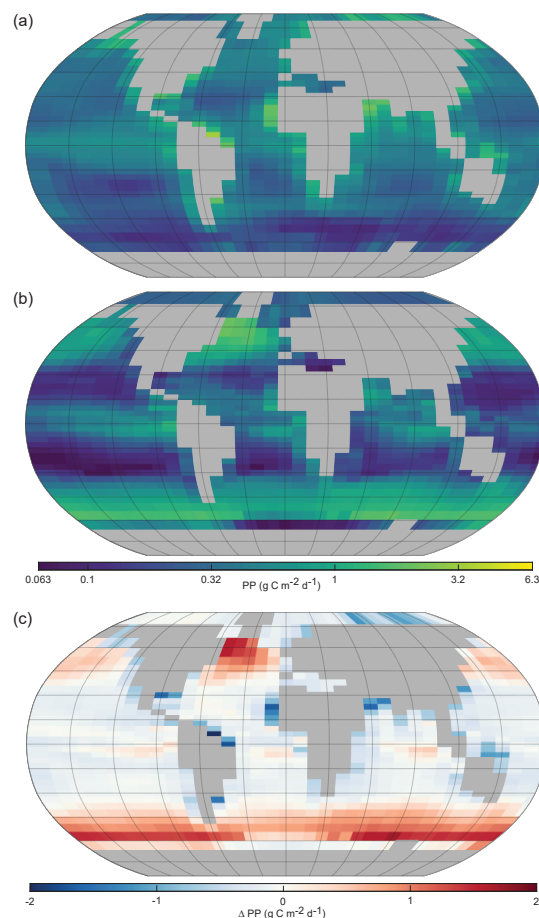 (a)
(b)
0.063 0.1 0.32 1 3.2 6.3
PP (g C m⁻² d⁻¹)
(c)
-2 -1 0 1 2
Δ PP (g C m⁻² d⁻¹)